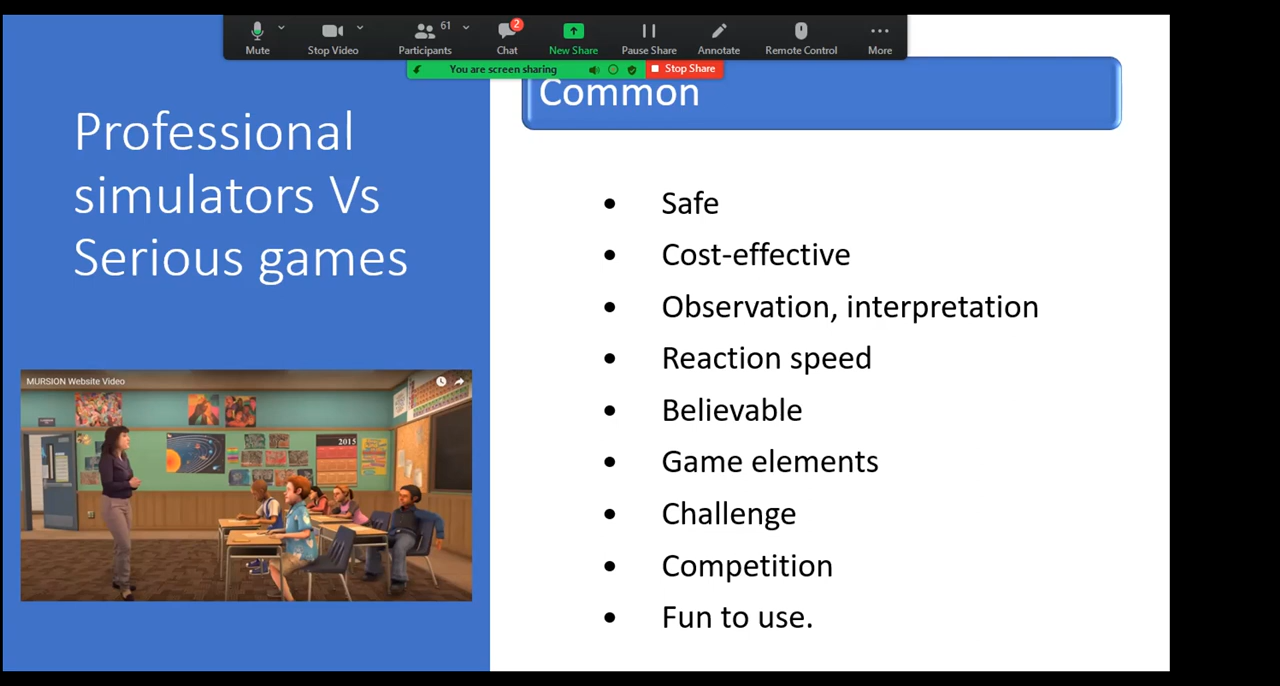 61
2
Mute
Stop Video
Participants
Chat
New Share
Pause Share
Annotate
Remote Control
More
You are screen sharing
Stop Share
Common
Professional
simulators Vs
Serious games
• Safe
• Cost-effective
• Observation, interpretation
• Reaction speed
• Believable
• Game elements
• Challenge
• Competition
• Fun to use.
MURSION Website Video
2015